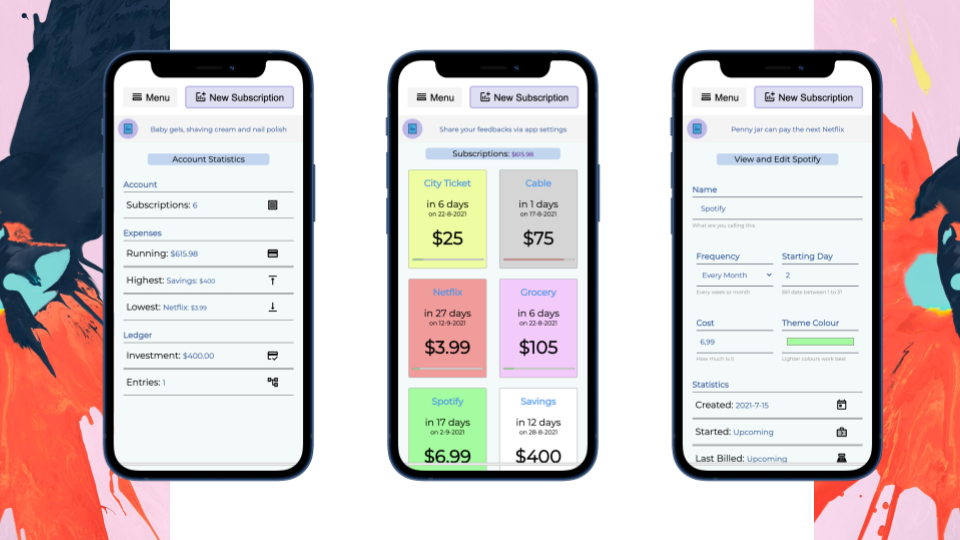 Menu
New Subscription
Baby gels, shaving cream and nail polish
Account Statistics
Account
Subscriptions: 6
Expenses
Running: $615.98
Highest: Savings: $400
Lowest: Netflix: $3.99
Ledger
Investment: $400.00
Entries: 1
Menu
New Subscription
Share your feedbacks via app settings
Subscriptions: $615.98
City Ticket
in 6 days
on 22-8-2021
$25
Cable
in 1 days
on 17-8-2021
$75
Netflix
in 27 days
on 12-9-2021
$3.99
Grocery
in 6 days
on 22-8-2021
$105
Spotify
in 17 days
on 2-9-2021
$6.99
Savings
in 12 days
on 28-8-2021
$400
Menu
New Subscription
Penny jar can pay the next Netflix
View and Edit Spotify
Name
Spotify
What are you calling this
Frequency
Every Month
Every week or month
Starting Day
2
Bill date between 1 to 31
Cost
6.99
How much is it
Theme Colour
Lighter colours work best
Statistics
Created: 2021-7-15
Started: Upcoming
Last Billed: Upcoming